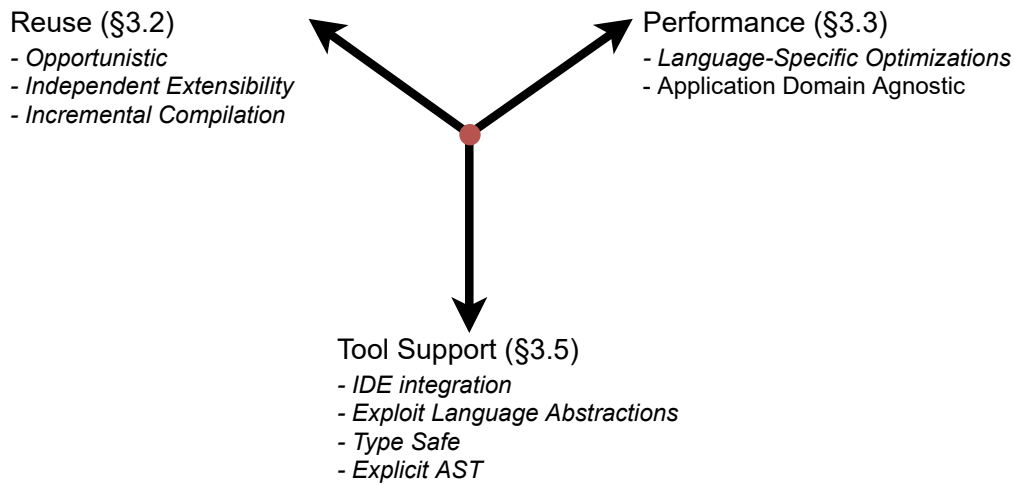 Reuse (§3.2)
- Opportunistic
- Independent Extensibility
- Incremental Compilation
Performance (§3.3)
- Language-Specific Optimizations
- Application Domain Agnostic
Tool Support (§3.5)
- IDE integration
- Exploit Language Abstractions
- Type Safe
- Explicit AST